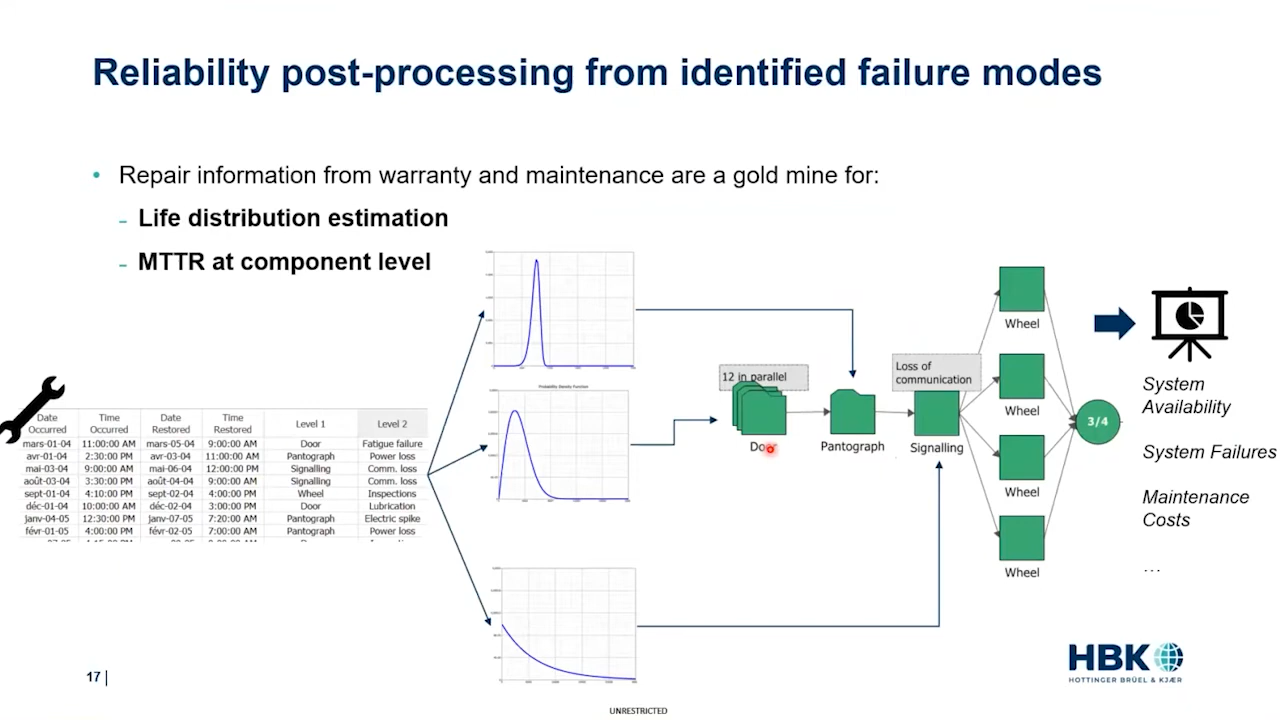 Reliability post-processing from identified failure modes
• Repair information from warranty and maintenance are a gold mine for:
- Life distribution estimation
- MTTR at component level
Date Occurred Time Occurred Date Restored Time Restored Level 1 Level 2
mars-01-04 11:00:00 AM mars-05-04 9:00:00 AM Door Fatigue failure
avr-01-04 2:30:00 PM avr-03-04 11:00:00 AM Pantograph Power loss
mai-03-04 9:00:00 AM mai-06-04 12:00:00 PM Signalling Comm. loss
août-03-04 3:30:00 PM août-04-04 9:00:00 AM Signalling Comm. loss
sept-01-04 4:10:00 PM sept-02-04 4:00:00 PM Wheel Inspections
déc-01-04 10:00:00 AM déc-02-04 3:00:00 PM Door Lubrication
janv-04-05 12:30:00 PM janv-07-05 7:20:00 AM Pantograph Electric spike
févr-01-05 4:00:00 PM févr-02-05 7:00:00 AM Pantograph Power loss
Probability Density Function
12 in parallel
Door
Pantograph
Loss of
communication
Signalling
Wheel
Wheel
Wheel
Wheel
3/4
System
Availability
System Failures
Maintenance
Costs
...
17 |
HBK
HOTTINGER BRÜEL & KJÆR
UNRESTRICTED